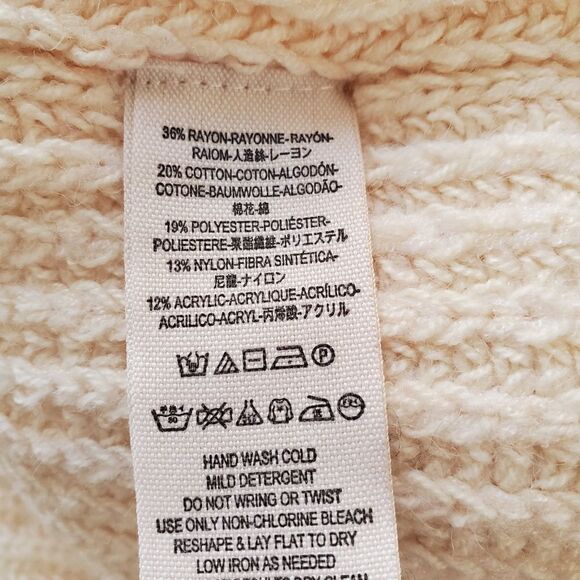 36% RAYON-RAYONNE-RAYÓN-
RAIOM-人造絲-レーヨン
20% COTTON-COTON-ALGODÓN-
COTONE-BAUMWOLLE-ALGODÃO-
棉花-綿
19% POLYESTER-POLIÉSTER-
POLIESTERE-聚酯纖維-ポリエステル
13% NYLON-FIBRA SINTÉTICA-
尼龍-ナイロン
12% ACRYLIC-ACRYLIQUE-ACRÍLICO-
ACRILICO-ACRYL-丙烯酸-アクリル
P
HAND WASH COLD
MILD DETERGENT
DO NOT WRING OR TWIST
USE ONLY NON-CHLORINE BLEACH
RESHAPE & LAY FLAT TO DRY
LOW IRON AS NEEDED